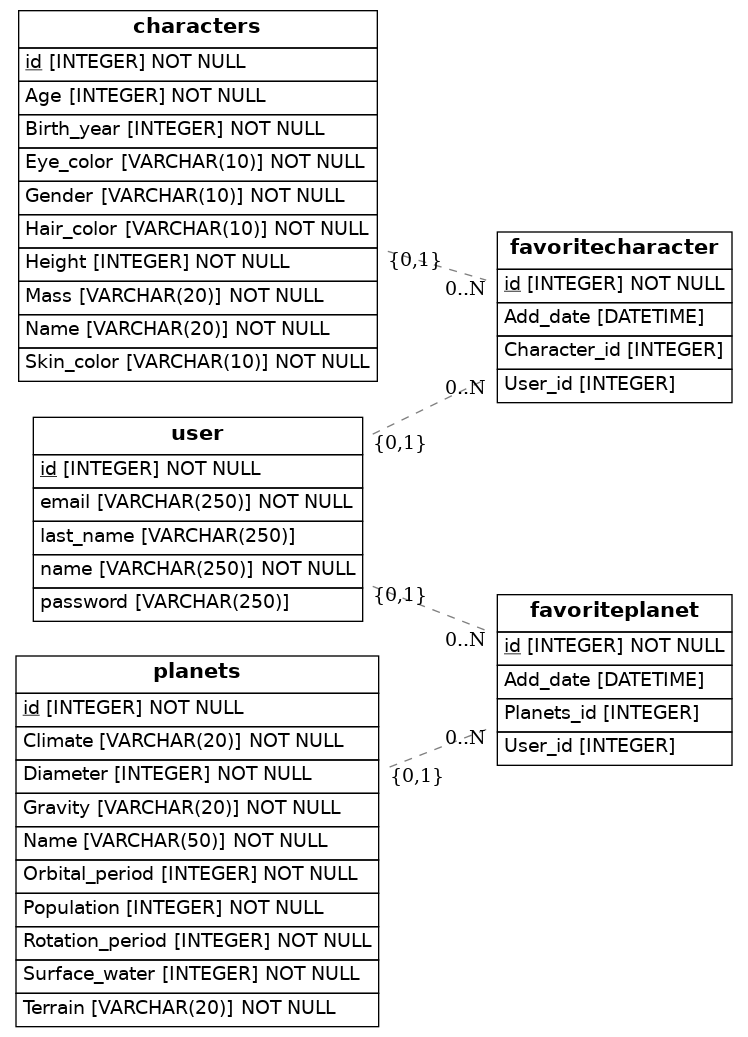 characters
id [INTEGER] NOT NULL
Age [INTEGER] NOT NULL
Birth_year [INTEGER] NOT NULL
Eye_color [VARCHAR(10)] NOT NULL
Gender [VARCHAR(10)] NOT NULL
Hair_color [VARCHAR(10)] NOT NULL
Height [INTEGER] NOT NULL
Mass [VARCHAR(20)] NOT NULL
Name [VARCHAR(20)] NOT NULL
Skin_color [VARCHAR(10)] NOT NULL
{0,1}
0..N
favoritecharacter
id [INTEGER] NOT NULL
Add_date [DATETIME]
Character_id [INTEGER]
User_id [INTEGER]
0..N
{0,1}
user
id [INTEGER] NOT NULL
email [VARCHAR(250)] NOT NULL
last_name [VARCHAR(250)]
name [VARCHAR(250)] NOT NULL
password [VARCHAR(250)]
{0,1}
0..N
favoriteplanet
id [INTEGER] NOT NULL
Add_date [DATETIME]
Planets_id [INTEGER]
User_id [INTEGER]
0..N
{0,1}
planets
id [INTEGER] NOT NULL
Climate [VARCHAR(20)] NOT NULL
Diameter [INTEGER] NOT NULL
Gravity [VARCHAR(20)] NOT NULL
Name [VARCHAR(50)] NOT NULL
Orbital_period [INTEGER] NOT NULL
Population [INTEGER] NOT NULL
Rotation_period [INTEGER] NOT NULL
Surface_water [INTEGER] NOT NULL
Terrain [VARCHAR(20)] NOT NULL